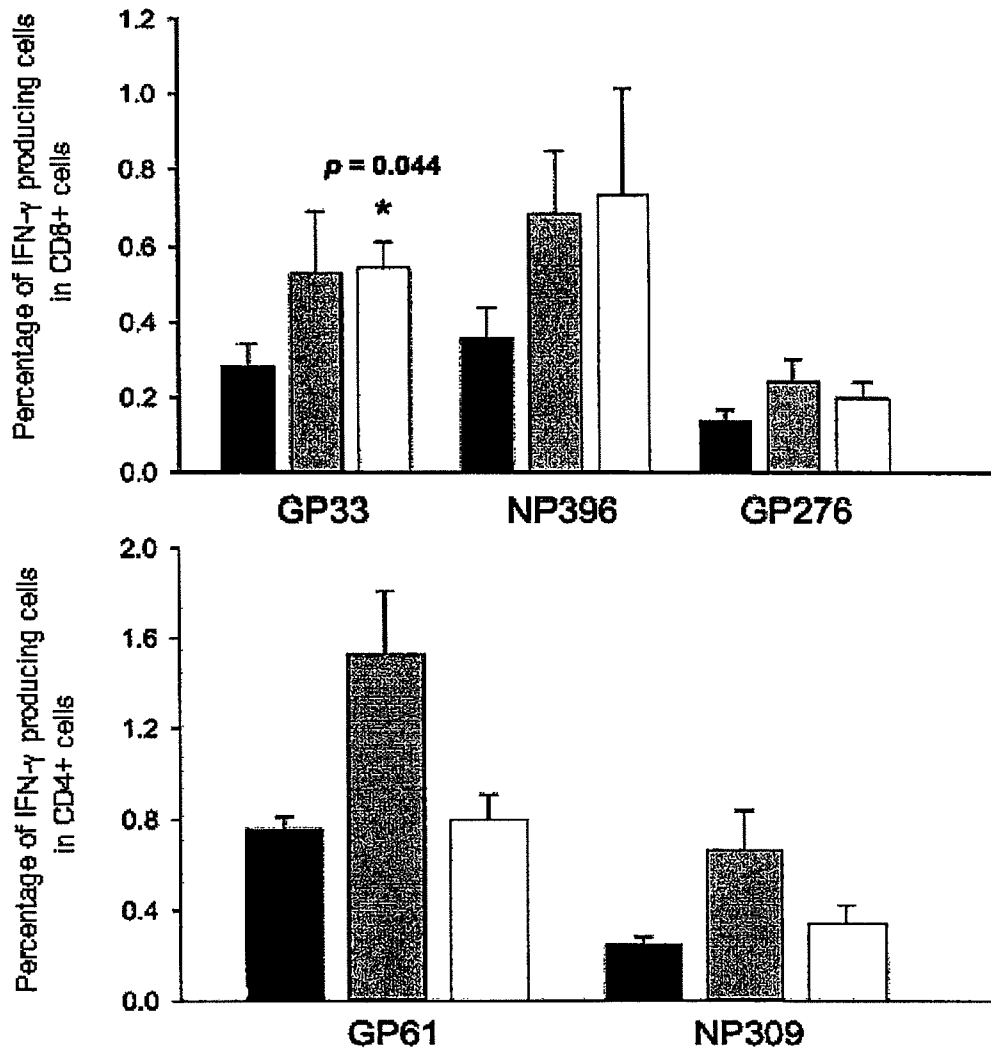 Percentage of IFN-γ producing cells
in CD8+ cells
1.2
1.0
0.8
0.6
0.4
0.2
0.0
p = 0.044
*
GP33 NP396 GP276
Percentage of IFN-γ producing cells
in CD4+ cells
2.0
1.6
1.2
0.8
0.4
0.0
GP61 NP309